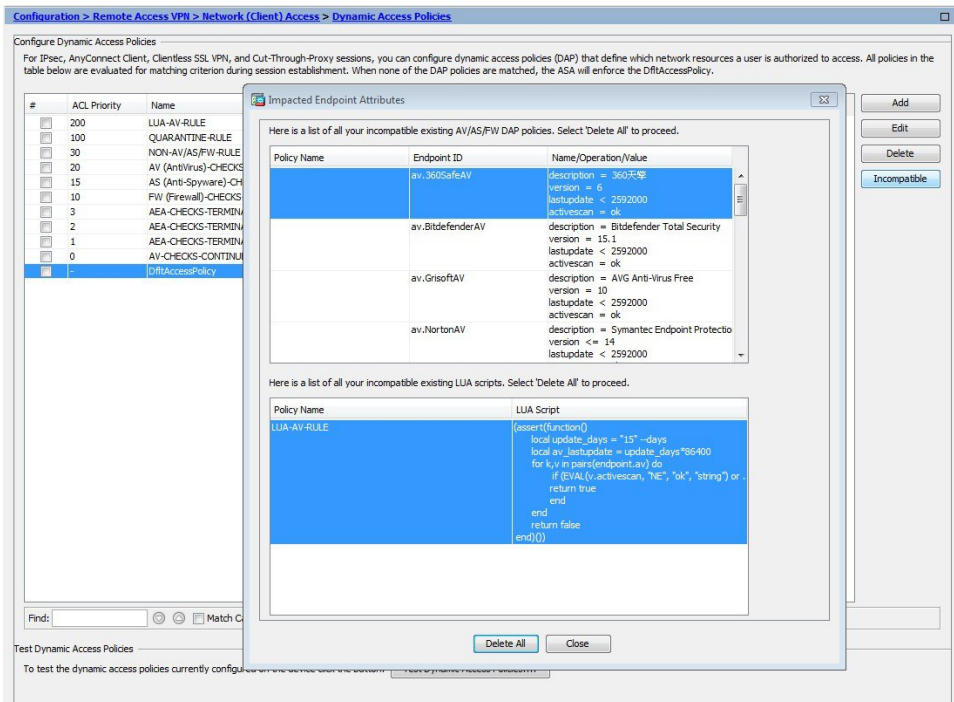 Configuration > Remote Access VPN > Network (Client) Access > Dynamic Access Policies
Configure Dynamic Access Policies
For IPsec, AnyConnect Client, Clientless SSL VPN, and Cut-Through-Proxy sessions, you can configure dynamic access policies (DAP) that define which network resources a user is authorized to access. All policies in the
table below are evaluated for matching criterion during session establishment. When none of the DAP policies are matched, the ASA will enforce the DfltAccessPolicy.
# ACL Priority Name
200 LUA-AV-RULE
100 QUARANTINE-RULE
30 NON-AV/AS/FW-RULE
20 AV (AntiVirus)-CHECKS
15 AS (Anti-Spyware)-CH
10 FW (Firewall)-CHECKS
3 AEA-CHECKS-TERMIN
2 AEA-CHECKS-TERMIN
1 AEA-CHECKS-TERMIN
0 AV-CHECKS-CONTINU
- DfltAccessPolicy
Add
Edit
Delete
Incompatible
Impacted Endpoint Attributes
Here is a list of all your incompatible existing AV/AS/FW DAP policies. Select 'Delete All' to proceed.
Policy Name Endpoint ID Name/Operation/Value
av.360SafeAV description = 360
version = 6
lastupdate < 2592000
activescan = ok
av.BitdefenderAV description = Bitdefender Total Security
version = 15.1
lastupdate < 2592000
activescan = ok
av.GrisoftAV description = AVG Anti-Virus Free
version = 10
lastupdate < 2592000
activescan = ok
av.NortonAV description = Symantec Endpoint Protectio
version <= 14
lastupdate < 2592000
Here is a list of all your incompatible existing LUA scripts. Select 'Delete All' to proceed.
Policy Name LUA Script
LUA-AV-RULE (assert(function()
local update_days = "15" --days
local av_lastupdate = update_days*86400
for k,v in pairs(endpoint.av) do
if (EVAL(v.activescan, "NE", "ok", "string") or .
return true
end
end
return false
end)())
Delete All Close
Find: Match Ca
Test Dynamic Access Policies
To test the dynamic access policies currently configu